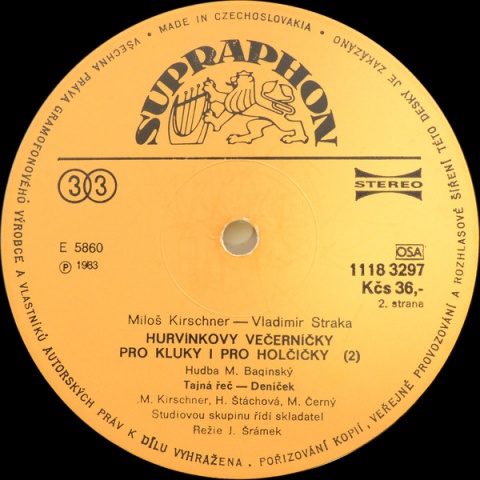 • MADE IN CZECHOSLOVAKIA •
VŠECHNA PRÁVA GRAMOFONOVÉHO VÝROBCE A VLASTNÍKŮ AUTORSKÝCH PRÁV K DÍLU VYHRAŽENA. POŘIZOVÁNÍ KOPIÍ, VEŘEJNÉ PROVOZOVÁNÍ A ROZHLASOVÉ ŠÍŘENÍ TÉTO DESKY JE ZAKÁZÁNO
SUPRAPHON
33
STEREO
E 5860
Ⓟ 1983
OSA
1118 3297
Kčs 36,-
2. strane
Miloš Kirschner — Vladimír Straka
HURVÍNKOVY VEČERNÍČKY
PRO KLUKY I PRO HOLČIČKY (2)
Hudba M. Baginský
Tajná řeč — Deníček
M. Kirschner, H. Štáchová, M. Černý
Studiovou skupinu řídí skladatel
Režie J. Šrámek